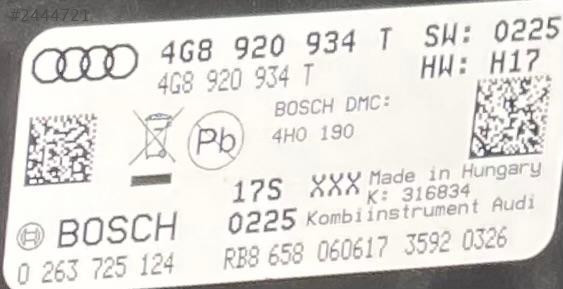 #2444721
4G8 920 934 T SW: 0225
4G8 920 934 T HW: H17
BOSCH DMC:
4H0 190
Pb
17S XXX Made in Hungary
K: 316834
BOSCH 0225 Kombiinstrument Audi
0 263 725 124 RB8 658 060617 3592 0326